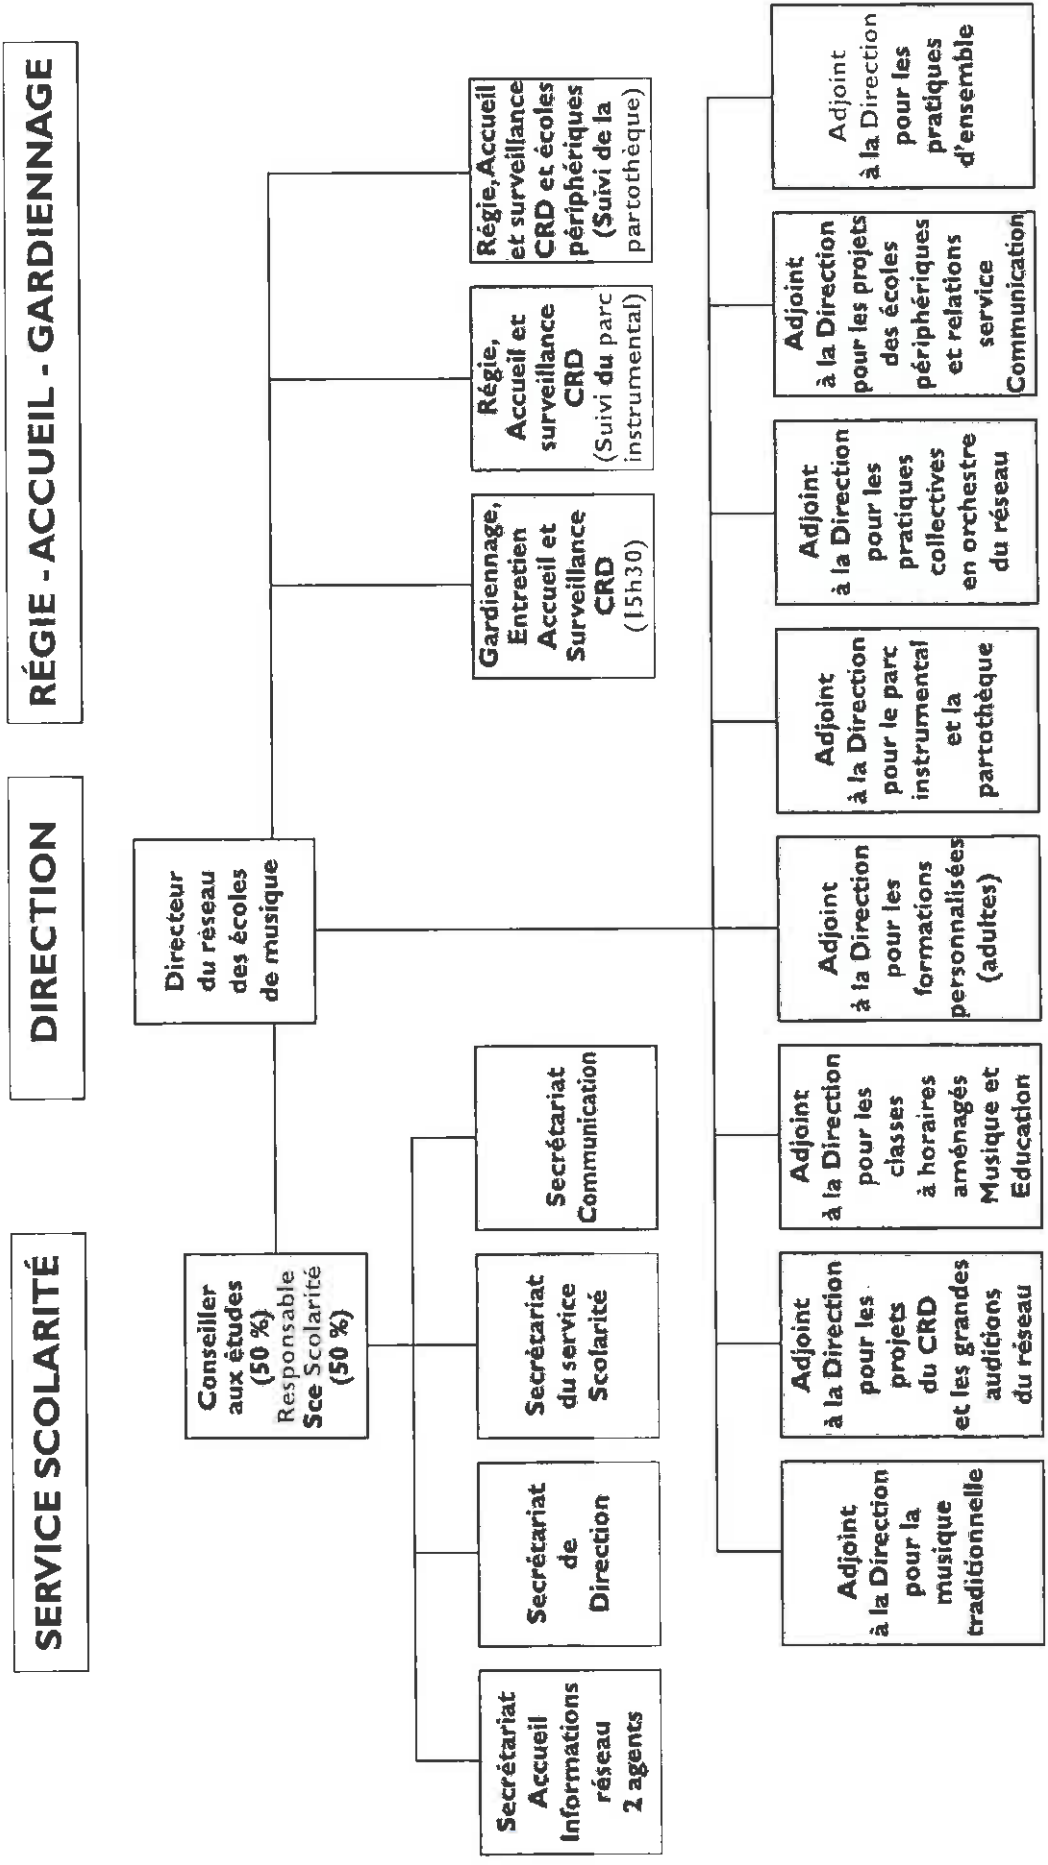 SERVICE SCOLARITÉ
DIRECTION
RÉGIE - ACCUEIL - GARDIENNAGE
Directeur
du réseau
des écoles
de musique
Conseiller
aux études
(50 %)
Responsable
Sce Scolarité
(50 %)
Secrétariat
Accueil
Informations
réseau
2 agents
Secrétariat
de
Direction
Secrétariat
du service
Scolarité
Secrétariat
Communication
Gardiennage,
Entretien
Accueil et
Surveillance
CRD
(15h30)
Régie,
Accueil et
surveillance
CRD
(Suivi du parc
instrumental)
Régie, Accueil
et surveillance
CRD et écoles
périphériques
(Suivi de la
partothèque)
Adjoint
à la Direction
pour la
musique
traditionnelle
Adjoint
à la Direction
pour les
projets
du CRD
et les grandes
auditions
du réseau
Adjoint
à la Direction
pour les
classes
à horaires
aménagés
Musique et
Education
Adjoint
à la Direction
pour les
formations
personnalisées
(adultes)
Adjoint
à la Direction
pour le parc
instrumental
et la
partothèque
Adjoint
à la Direction
pour les
pratiques
collectives
en orchestre
du réseau
Adjoint
à la Direction
pour les projets
des écoles
périphériques
et relations
service
Communication
Adjoint
à la Direction
pour les
pratiques
d'ensemble